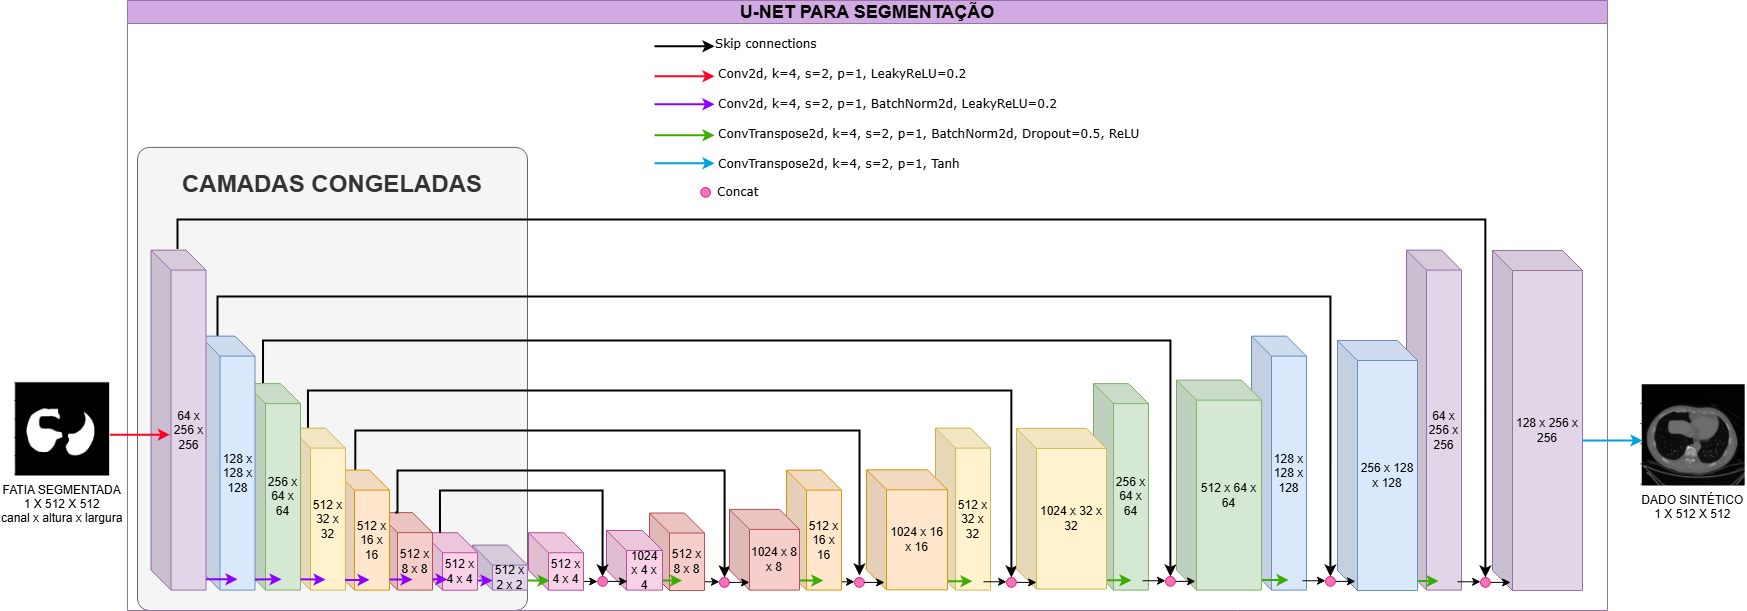 U-NET PARA SEGMENTAÇÃO
Skip connections
Conv2d, k=4, s=2, p=1, LeakyReLU=0.2
Conv2d, k=4, s=2, p=1, BatchNorm2d, LeakyReLU=0.2
ConvTranspose2d, k=4, s=2, p=1, BatchNorm2d, Dropout=0.5, ReLU
ConvTranspose2d, k=4, s=2, p=1, Tanh
Concat
CAMADAS CONGELADAS
FATIA SEGMENTADA
1 X 512 X 512
canal x altura x largura
64 x
256 x
256
128 x
128 x
128
256 x
64 x
64
512 x
32 x
32
512 x
16 x
16
512 x
8 x 8
512 x
4 x 4
512 x
2 x 2
512 x
4 x 4
1024
x 4 x
4
512 x
8 x 8
1024 x 8
x 8
512 x
16 x
16
1024 x 16
x 16
512 x
32 x
32
1024 x 32 x
32
256 x
64 x
64
512 x 64 x
64
128 x
128 x
128
256 x 128
x 128
64 x
256 x
256
128 x 256 x
256
DADO SINTÉTICO
1 X 512 X 512